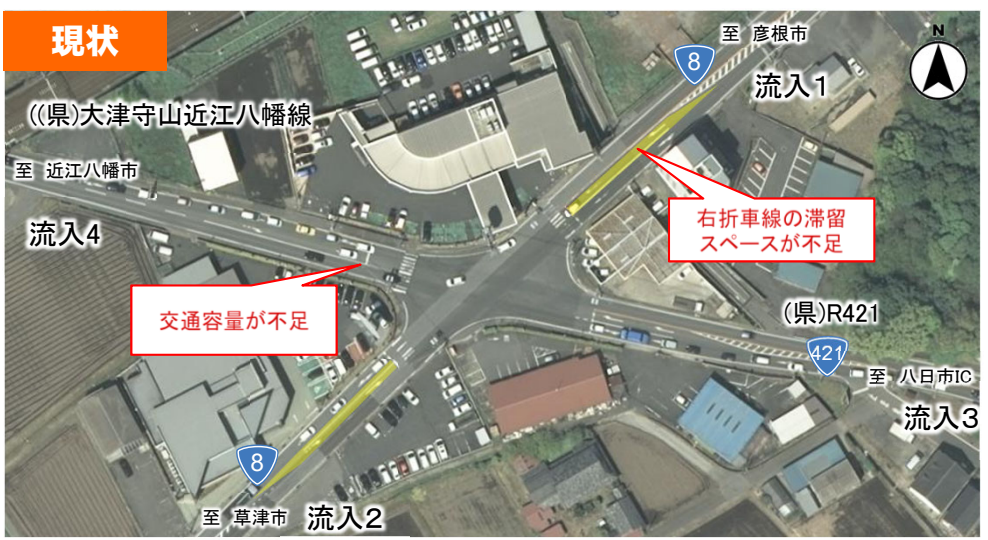 現状
N
至 彦根市
8
流入1
((県)大津守山近江八幡線
至 近江八幡市
流入4
右折車線の滞留
スペースが不足
交通容量が不足
(県)R421
421
至 八日市IC
流入3
8
至 草津市
流入2